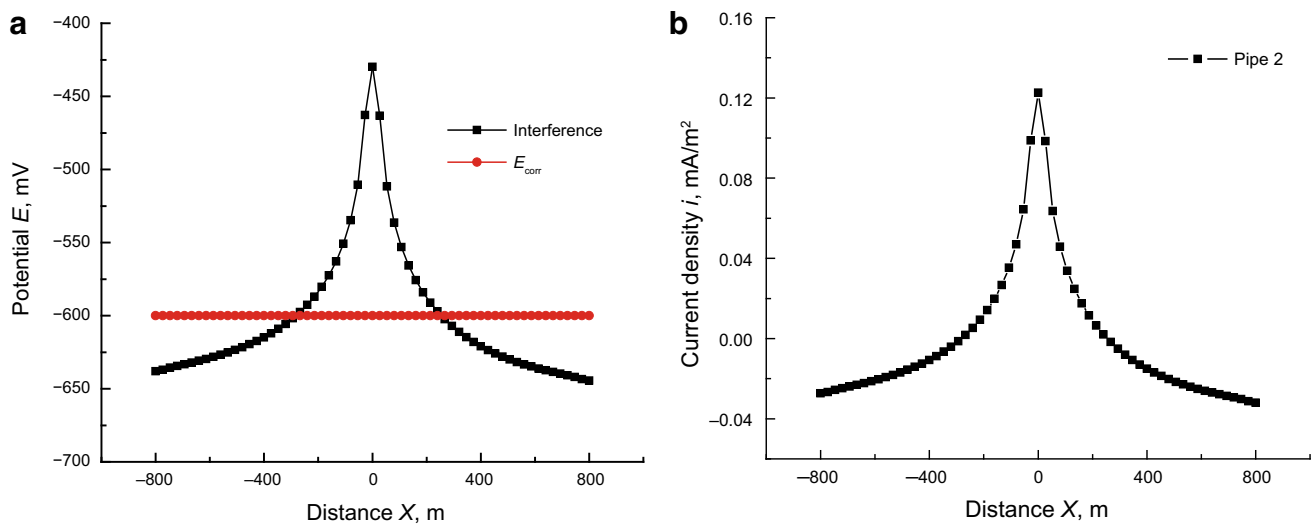 a
−400
−450
−500
−550
−600
−650
−700
Potential E, mV
Interference
E_corr
−800
−400
0
400
800
Distance X, m
b
0.16
0.12
0.08
0.04
0.00
−0.04
Current density i, mA/m²
Pipe 2
−800
−400
0
400
800
Distance X, m